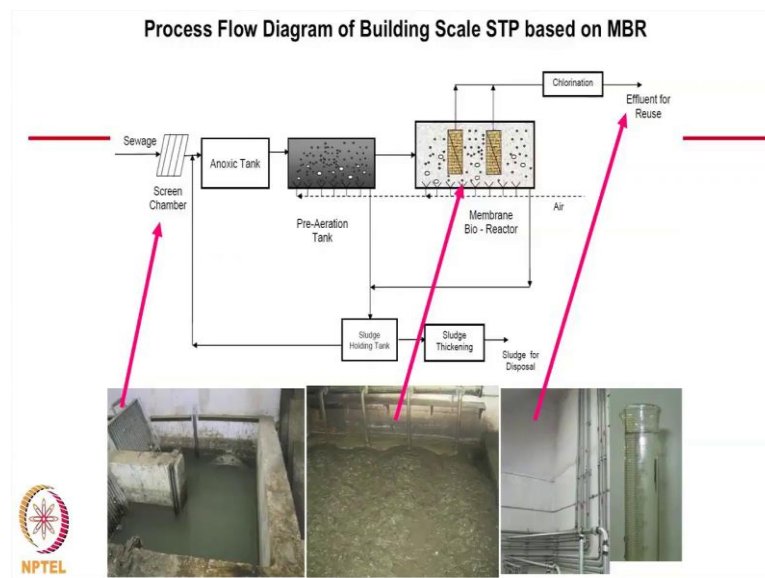 Process Flow Diagram of Building Scale STP based on MBR
Chlorination
Effluent for
Reuse
Sewage
Anoxic Tank
Screen
Chamber
Pre-Aeration
Tank
Membrane
Bio - Reactor
Air
Sludge
Holding Tank
Sludge
Thickening
Sludge for
Disposal
NPTEL